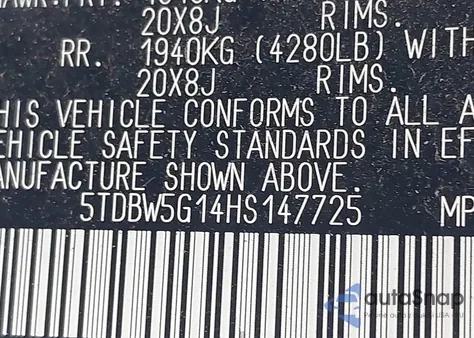 20X8J RIMS.
RR. 1940KG (4280LB) WITH
20X8J RIMS.
HIS VEHICLE CONFORMS TO ALL A
EHICLE SAFETY STANDARDS IN EF
ANUFACTURE SHOWN ABOVE.
5TDBW5G14HS147725 MP
autoSnap